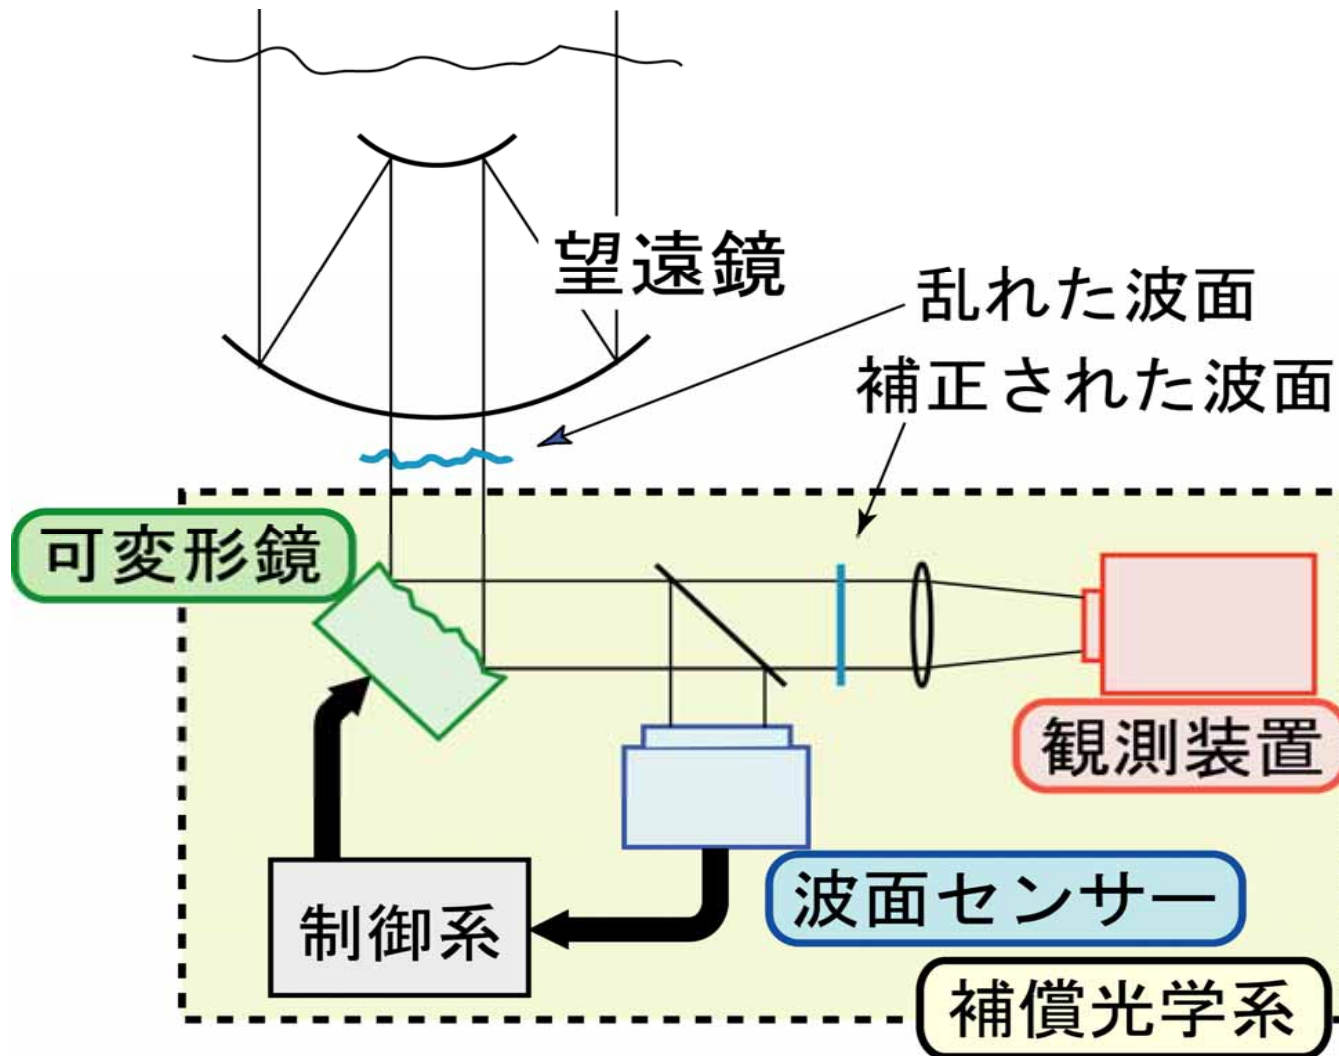 望遠鏡
乱れた波面
補正された波面
可変形鏡
観測装置
波面センサー
制御系
補償光学系